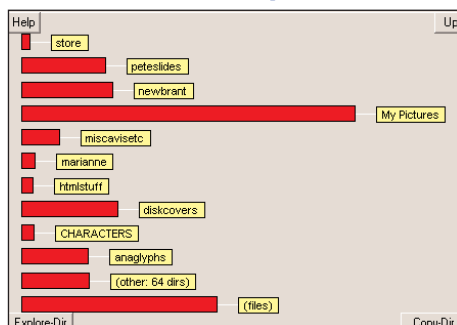 Help
Up
store
peteslides
newbrant
My Pictures
miscavisetc
marianne
htmlstuff
diskcovers
CHARACTERS
anaglyphs
(other: 64 dirs)
(files)
Explore-Dir
Copy-Dir